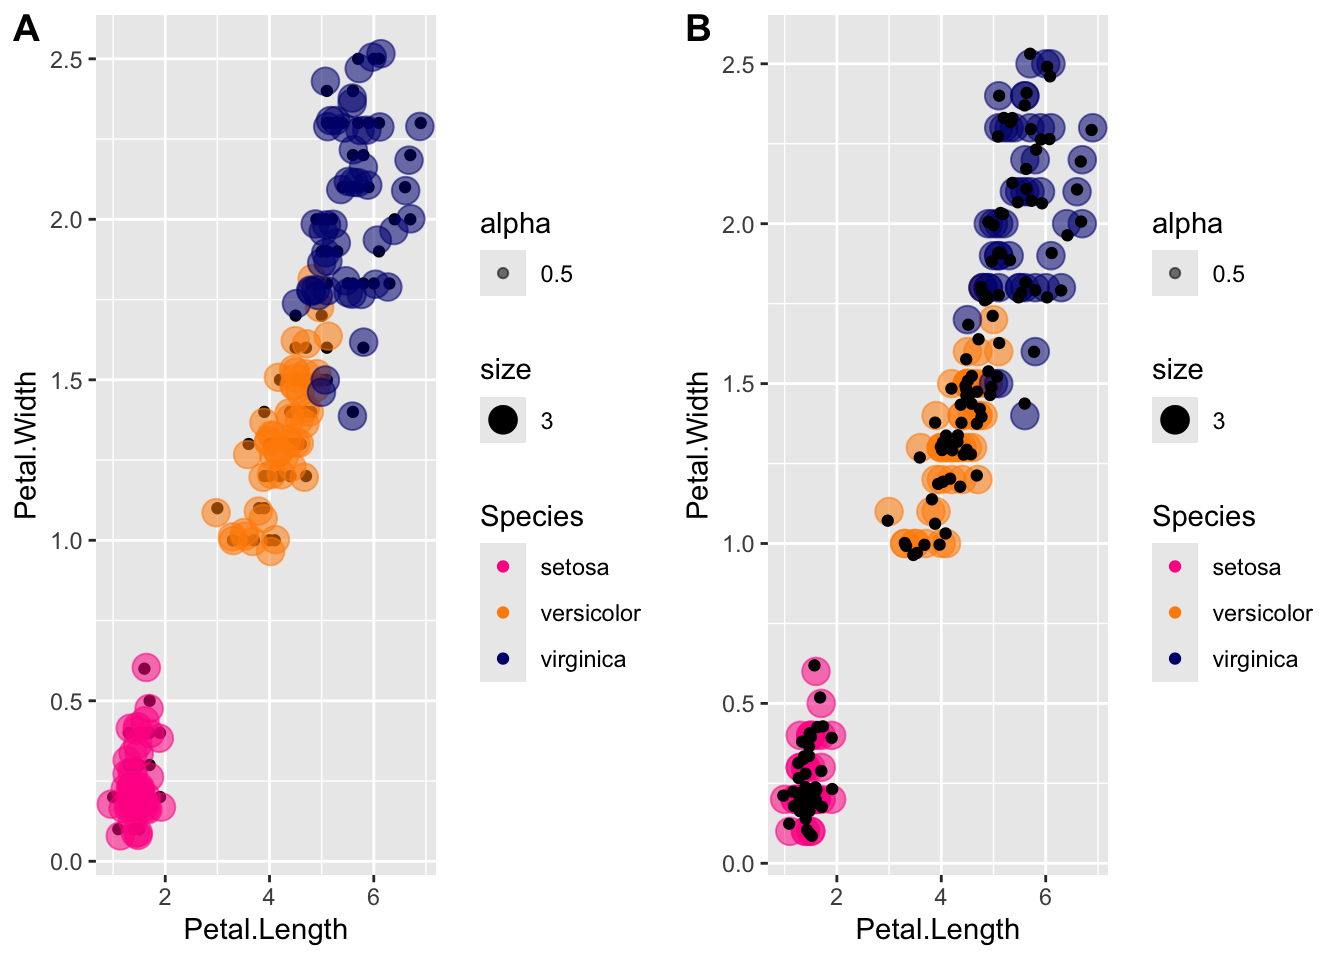 A
Petal.Width
2.5
2.0
1.5
1.0
0.5
0.0
2 4 6
Petal.Length
alpha
0.5
size
3
Species
setosa
versicolor
virginica
B
Petal.Width
2.5
2.0
1.5
1.0
0.5
0.0
2 4 6
Petal.Length
alpha
0.5
size
3
Species
setosa
versicolor
virginica